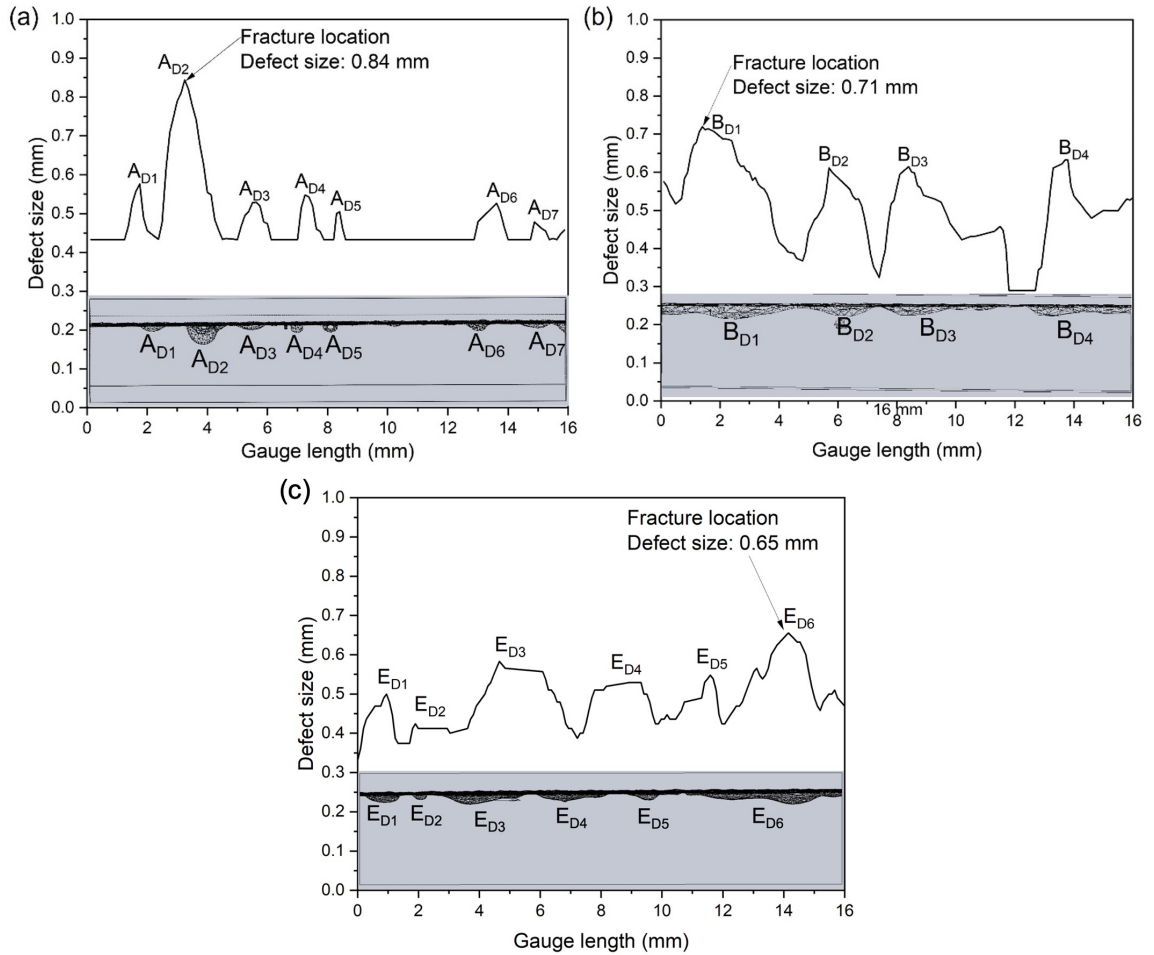 (a)
Fracture location
Defect size: 0.84 mm
A_D1
A_D2
A_D3
A_D4
A_D5
A_D6
A_D7
Defect size (mm)
1.0
0.9
0.8
0.7
0.6
0.5
0.4
0.3
0.2
0.1
0.0
A_D1
A_D2
A_D3
A_D4
A_D5
A_D6
A_D7
0 2 4 6 8 10 12 14 16
Gauge length (mm)
(b)
Fracture location
Defect size: 0.71 mm
B_D1
B_D2
B_D3
B_D4
Defect size (mm)
1.0
0.9
0.8
0.7
0.6
0.5
0.4
0.3
0.2
0.1
0.0
B_D1
B_D2
B_D3
B_D4
16 mm
0 2 4 6 8 10 12 14 16
Gauge length (mm)
(c)
Fracture location
Defect size: 0.65 mm
E_D1
E_D2
E_D3
E_D4
E_D5
E_D6
Defect size (mm)
1.0
0.9
0.8
0.7
0.6
0.5
0.4
0.3
0.2
0.1
0.0
E_D1
E_D2
E_D3
E_D4
E_D5
E_D6
0 2 4 6 8 10 12 14 16
Gauge length (mm)